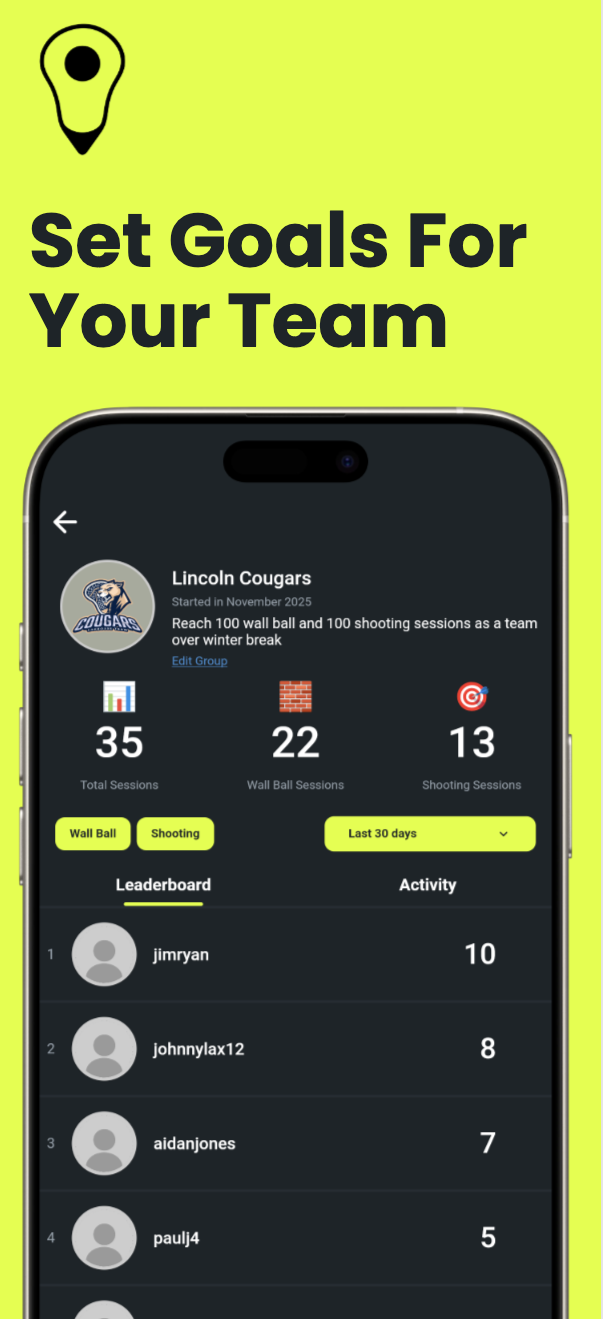 Set Goals For
Your Team
Lincoln Cougars
Started in November 2025
COUGARS
Reach 100 wall ball and 100 shooting sessions as a team
over winter break
Edit Group
35
22
13
Total Sessions
Wall Ball Sessions
Shooting Sessions
Wall Ball
Shooting
Last 30 days
Leaderboard
Activity
1
jimryan
10
2
johnnylax12
8
3
aidanjones
7
4
paulj4
5